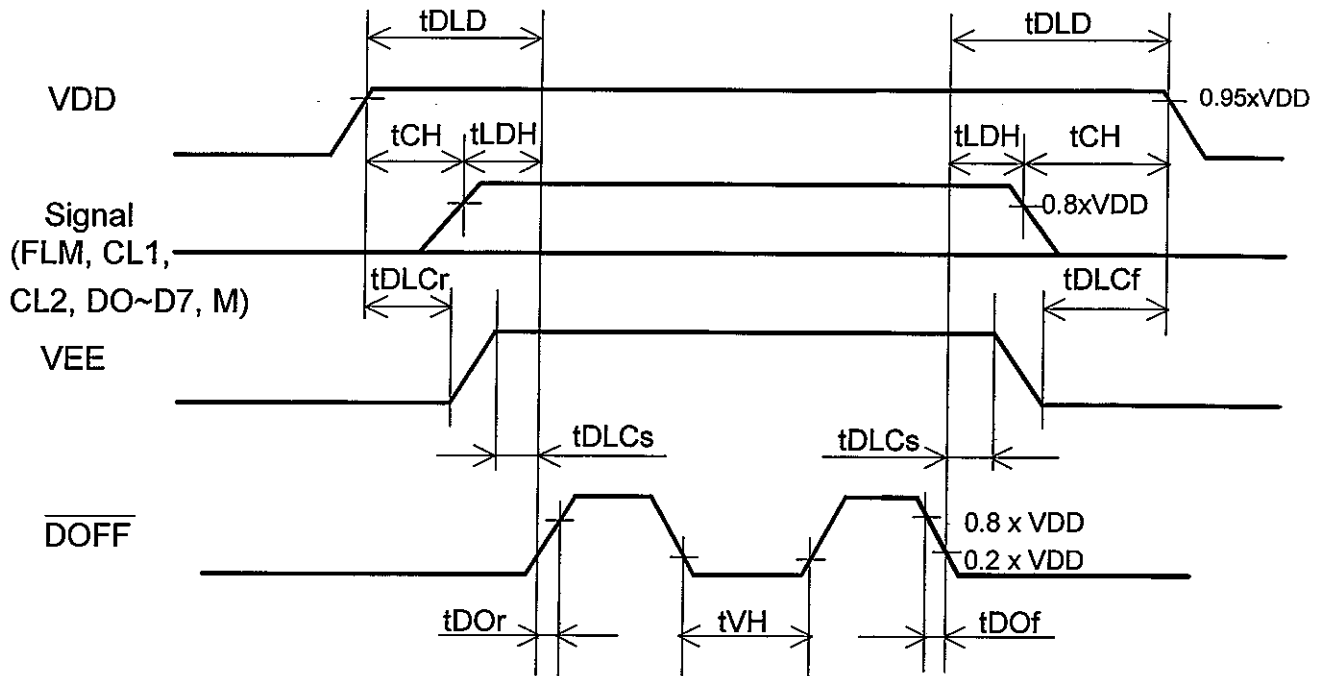 tDLD tDLD
VDD
0.95xVDD
tCH tLDH tLDH tCH
Signal
0.8xVDD
(FLM, CL1,
tDLCr tDLCf
CL2, DO~D7, M)
VEE
tDLCs tDLCs
DOFF
0.8 x VDD
0.2 x VDD
tDOr tVH tDOf